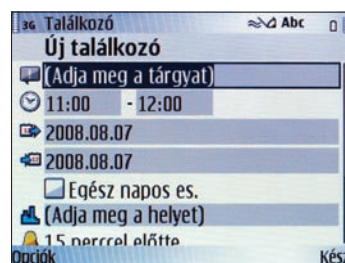 3G Találkozó Abc
Új találkozó
(Adja meg a tárgyat)
11:00 - 12:00
2008.08.07
2008.08.07
Egész napos es.
(Adja meg a helyet)
15 perccel előtte
Opciók Kész